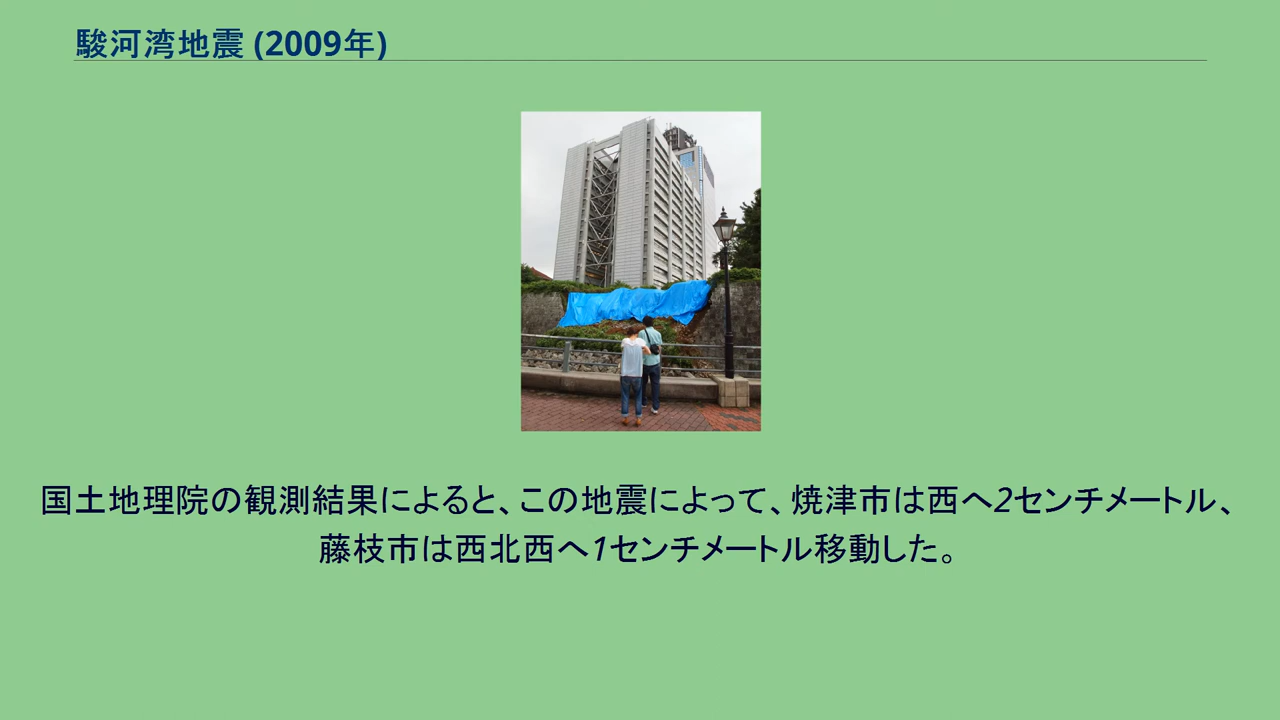 駿河湾地震 (2009年)
国土地理院の観測結果によると、この地震によって、焼津市は西へ2センチメートル、
藤枝市は西北西へ1センチメートル移動した。